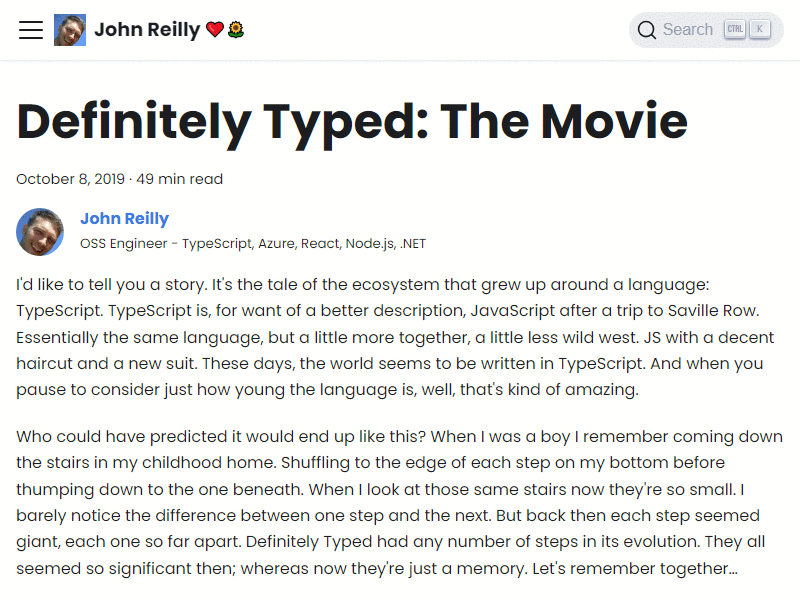 John Reilly ❤️🌻
Search CTRL K
Definitely Typed: The Movie
October 8, 2019 · 49 min read
John Reilly
OSS Engineer - TypeScript, Azure, React, Node.js, .NET
I'd like to tell you a story. It's the tale of the ecosystem that grew up around a language:
TypeScript. TypeScript is, for want of a better description, JavaScript after a trip to Saville Row.
Essentially the same language, but a little more together, a little less wild west. JS with a decent
haircut and a new suit. These days, the world seems to be written in TypeScript. And when you
pause to consider just how young the language is, well, that's kind of amazing.
Who could have predicted it would end up like this? When I was a boy I remember coming down
the stairs in my childhood home. Shuffling to the edge of each step on my bottom before
thumping down to the one beneath. When I look at those same stairs now they're so small. I
barely notice the difference between one step and the next. But back then each step seemed
giant, each one so far apart. Definitely Typed had any number of steps in its evolution. They all
seemed so significant then; whereas now they're just a memory. Let's remember together…